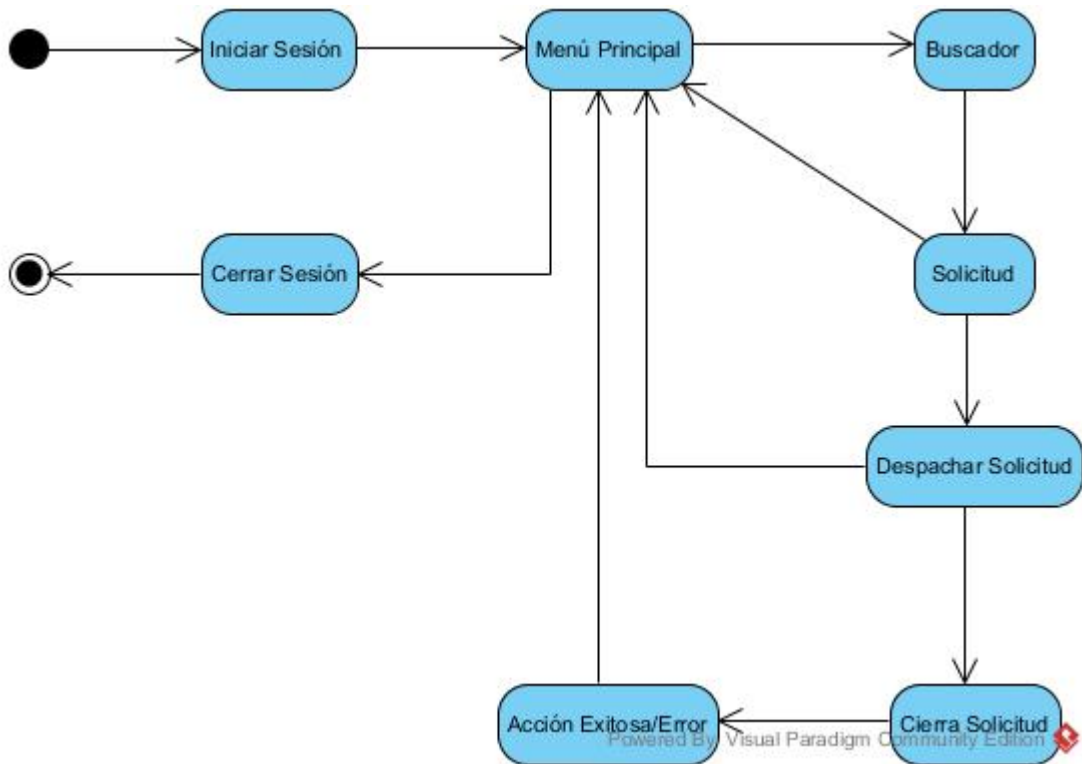 Iniciar Sesión
Menú Principal
Buscador
Cerrar Sesión
Solicitud
Despachar Solicitud
Acción Exitosa/Error
Cierra Solicitud
Powered By Visual Paradigm Community Edition